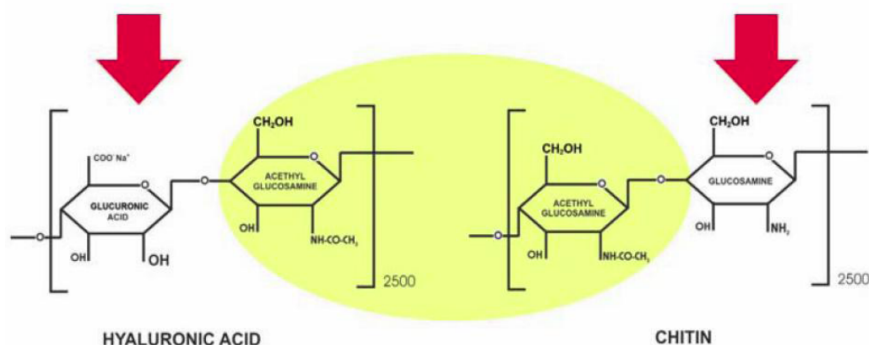 COO⁻Na⁺
O
GLUCURONIC
ACID
OH
OH
O
O
CH₂OH
O
ACETHYL
GLUCOSAMINE
OH
NH-CO-CH₃
2500
HYALURONIC ACID
CH₂OH
O
ACETHYL
GLUCOSAMINE
OH
NH-CO-CH₃
O
O
CH₂OH
O
GLUCOSAMINE
OH
NH₂
2500
CHITIN